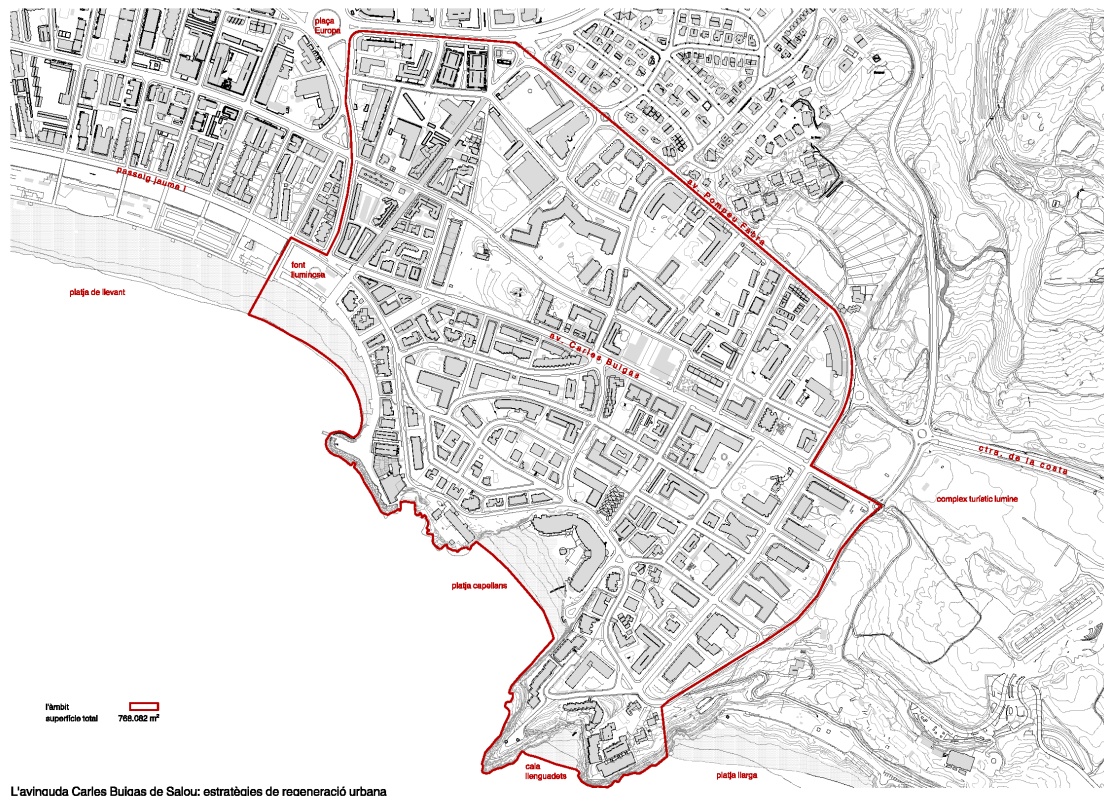 plaça
Europa
passeig jaume I
av. Pompeu Fabra
font
lluminosa
platja de llevant
av. Carles Buïgas
ctra. de la costa
complex turístic lumine
platja capellans
l'àmbit
superfície total 768.082 m²
cala
llenguadets
platja llarga
L'avinguda Carles Buigas de Salou: estratègies de regeneració urbana